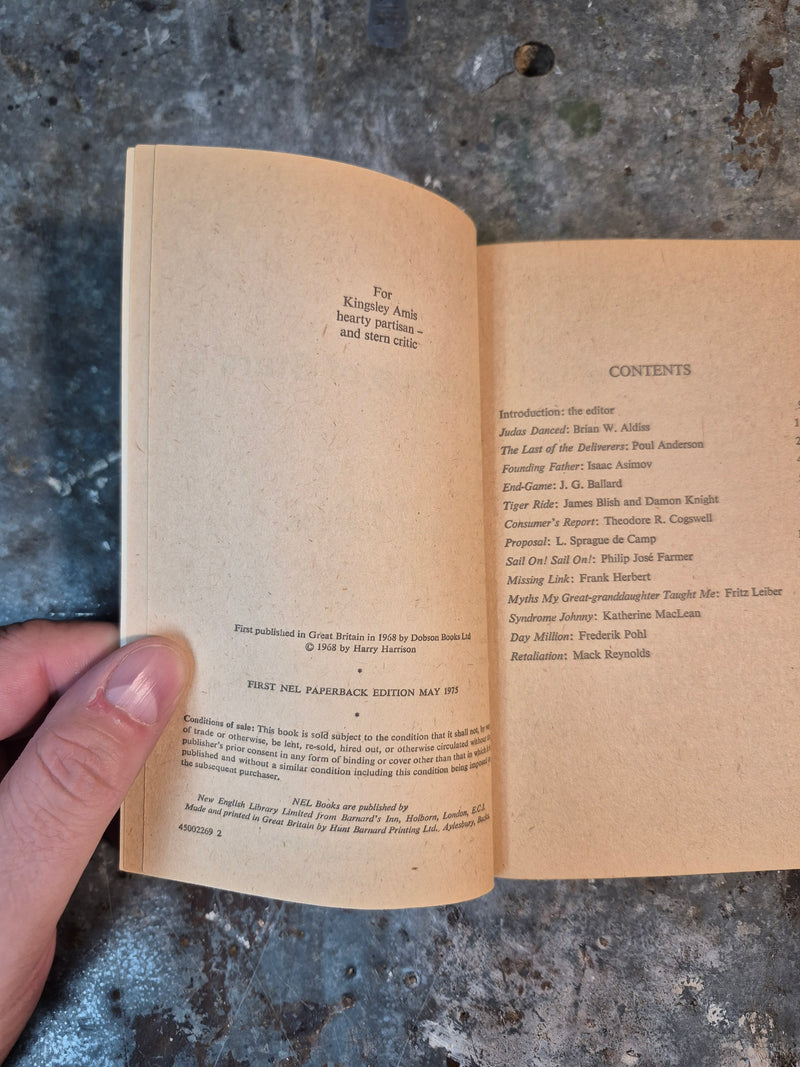 For
Kingsley Amis
hearty partisan –
and stern critic
First published in Great Britain in 1968 by Dobson Books Ltd
© 1968 by Harry Harrison
*
FIRST NEL PAPERBACK EDITION MAY 1975
*
Conditions of sale: This book is sold subject to the condition that it shall not, by
of trade or otherwise, be lent, re-sold, hired out, or otherwise circulated without
publisher's prior consent in any form of binding or cover other than that in which
published and without a similar condition including this condition being imposed
the subsequent purchaser.
NEL Books are published by
New English Library Limited from Barnard's Inn, Holborn, London, E.C.1.
Made and printed in Great Britain by Hunt Barnard Printing Ltd., Aylesbury, Bucks.
45002269 2
CONTENTS
Introduction: the editor
Judas Danced: Brian W. Aldiss
The Last of the Deliverers: Poul Anderson
Founding Father: Isaac Asimov
End-Game: J. G. Ballard
Tiger Ride: James Blish and Damon Knight
Consumer's Report: Theodore R. Cogswell
Proposal: L. Sprague de Camp
Sail On! Sail On!: Philip José Farmer
Missing Link: Frank Herbert
Myths My Great-granddaughter Taught Me: Fritz Leiber
Syndrome Johnny: Katherine MacLean
Day Million: Frederik Pohl
Retaliation: Mack Reynolds